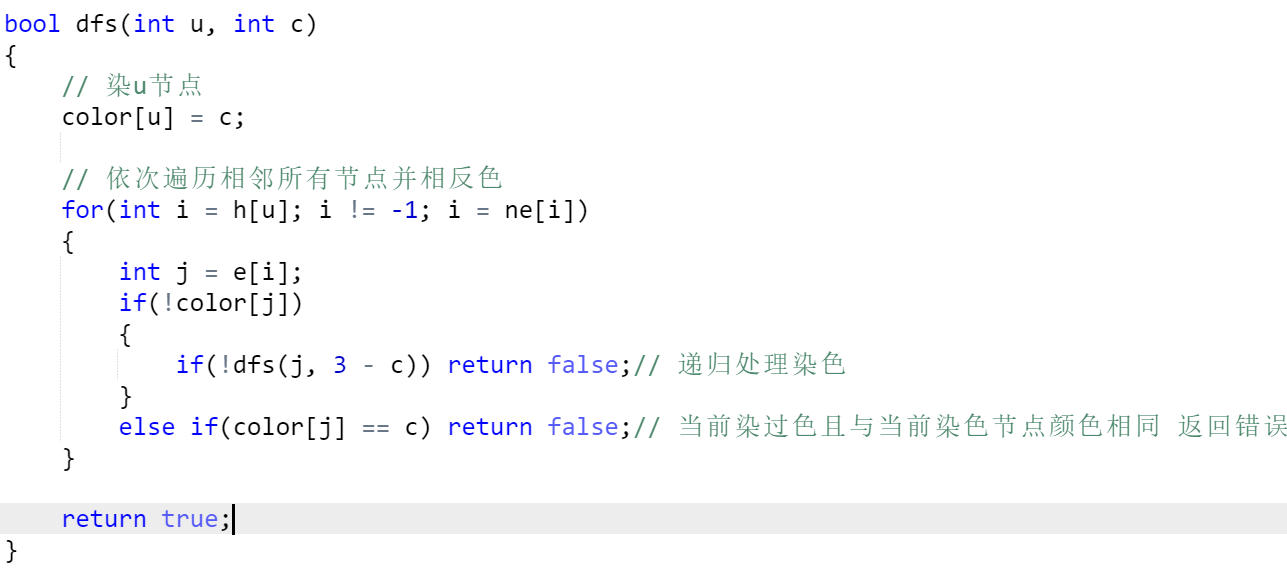 bool dfs(int u, int c)
{
    // 染u节点
    color[u] = c;

    // 依次遍历相邻所有节点并相反色
    for(int i = h[u]; i != -1; i = ne[i])
    {
        int j = e[i];
        if(!color[j])
        {
            if(!dfs(j, 3 - c)) return false;// 递归处理染色
        }
        else if(color[j] == c) return false;// 当前染过色且与当前染色节点颜色相同 返回错误
    }

    return true;
}